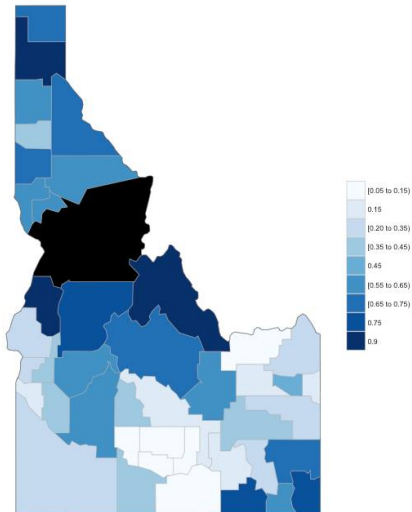 [0.05 to 0.15)
0.15
[0.20 to 0.35)
[0.35 to 0.45)
0.45
[0.55 to 0.65)
[0.65 to 0.75)
0.75
0.9